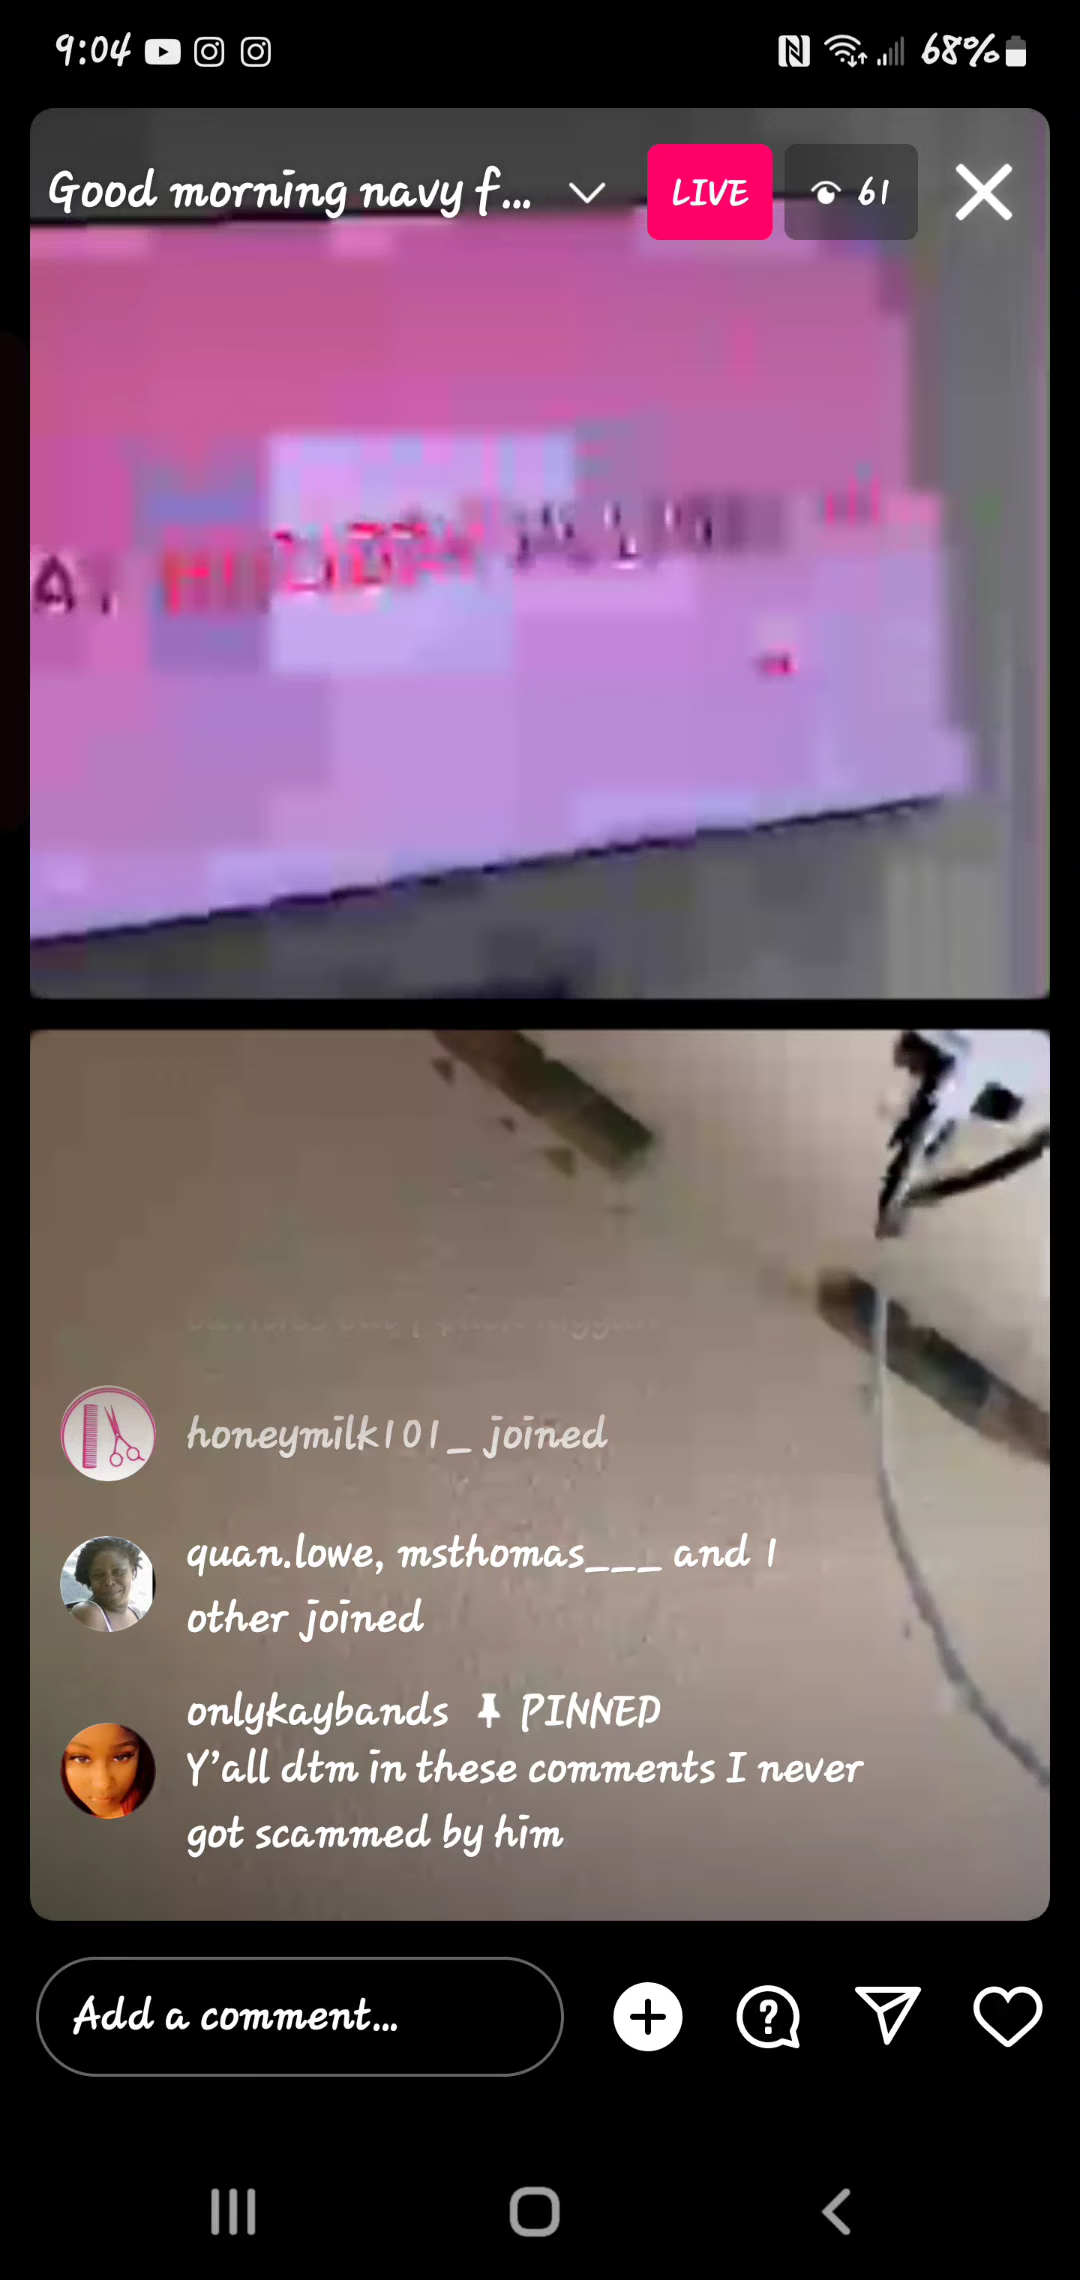 9:04
68%
Good morning navy f...
LIVE
61
honeymilk101_ joined
quan.lowe, msthomas___ and 1
other joined
onlykaybands PINNED
Y'all dtm in these comments I never
got scammed by him
Add a comment...